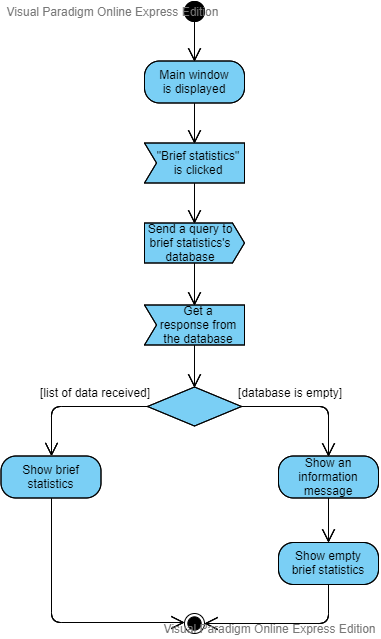 Visual Paradigm Online Express Edition
Main window
is displayed
"Brief statistics"
is clicked
Send a query to
brief statistics's
database
Get a
response from
the database
[list of data received]
[database is empty]
Show brief
statistics
Show an
information
message
Show empty
brief statistics
Visual Paradigm Online Express Edition